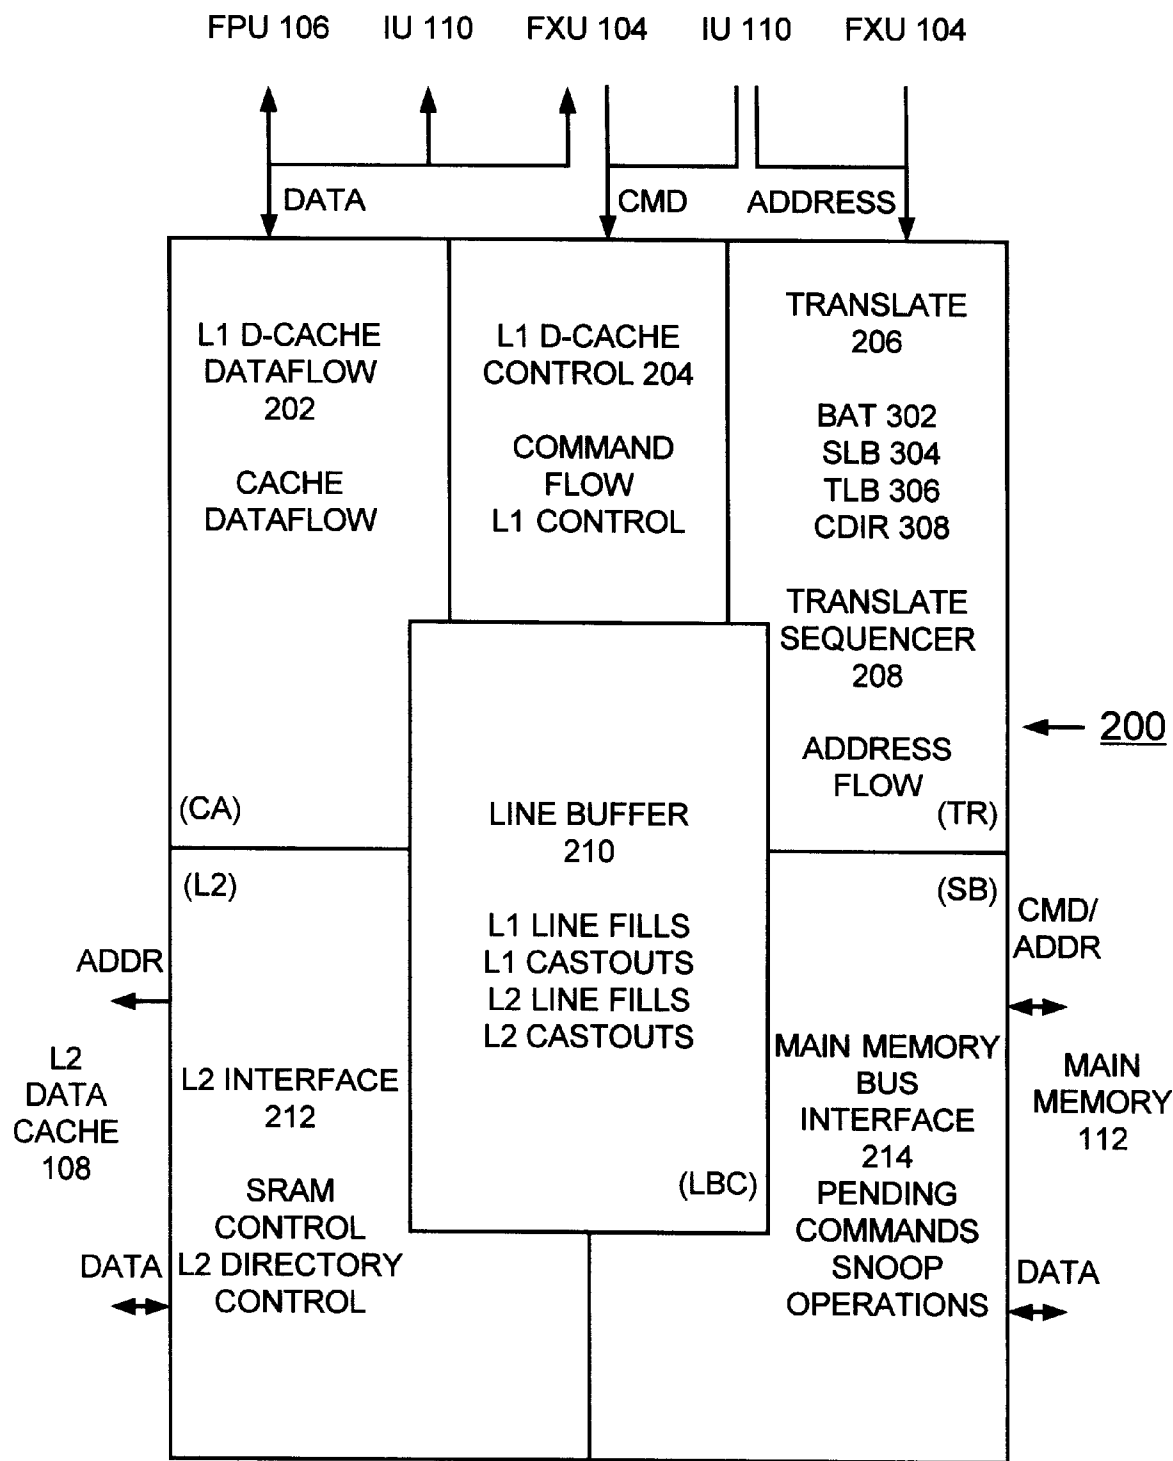 FPU 106 IU 110 FXU 104 IU 110 FXU 104
DATA CMD ADDRESS
L1 D-CACHE
DATAFLOW
202
CACHE
DATAFLOW
(CA)
L1 D-CACHE
CONTROL 204
COMMAND
FLOW
L1 CONTROL
TRANSLATE
206
BAT 302
SLB 304
TLB 306
CDIR 308
TRANSLATE
SEQUENCER
208
ADDRESS
FLOW
(TR)
200
LINE BUFFER
210
L1 LINE FILLS
L1 CASTOUTS
L2 LINE FILLS
L2 CASTOUTS
(LBC)
ADDR
L2
DATA
CACHE
108
DATA
(L2)
L2 INTERFACE
212
SRAM
CONTROL
L2 DIRECTORY
CONTROL
(SB)
MAIN MEMORY
BUS
INTERFACE
214
PENDING
COMMANDS
SNOOP
OPERATIONS
CMD/
ADDR
MAIN
MEMORY
112
DATA